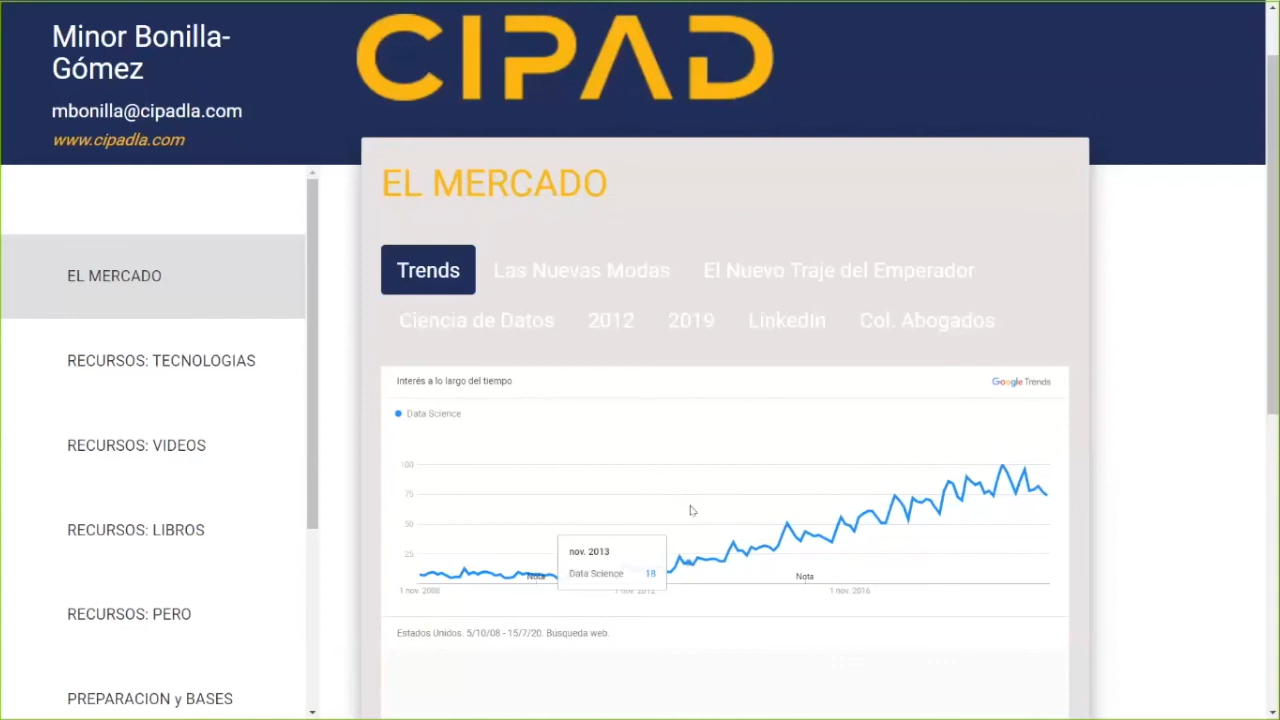 Minor Bonilla-
Gómez
mbonilla@cipadla.com
www.cipadla.com
CIPAD
EL MERCADO
RECURSOS: TECNOLOGIAS
RECURSOS: VIDEOS
RECURSOS: LIBROS
RECURSOS: PERO
PREPARACION y BASES
EL MERCADO
Trends Las Nuevas Modas El Nuevo Traje del Emperador
Ciencia de Datos 2012 2019 LinkedIn Col. Abogados
Interés a lo largo del tiempo
Google Trends
Data Science
100
75
50
25
nov. 2013
Data Science 18
Nota
Nota
1 nov. 2008
1 nov. 2012
1 nov. 2016
Estados Unidos. 5/10/08 - 15/7/20. Búsqueda web.